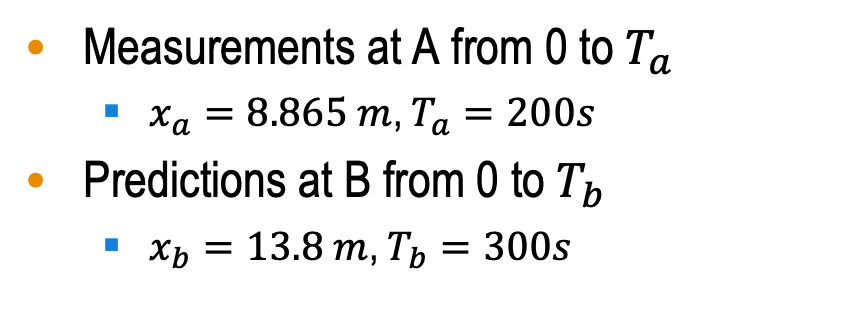 • Measurements at A from 0 to Tₐ
▪ xₐ = 8.865 m, Tₐ = 200s
• Predictions at B from 0 to T_b
▪ x_b = 13.8 m, T_b = 300s